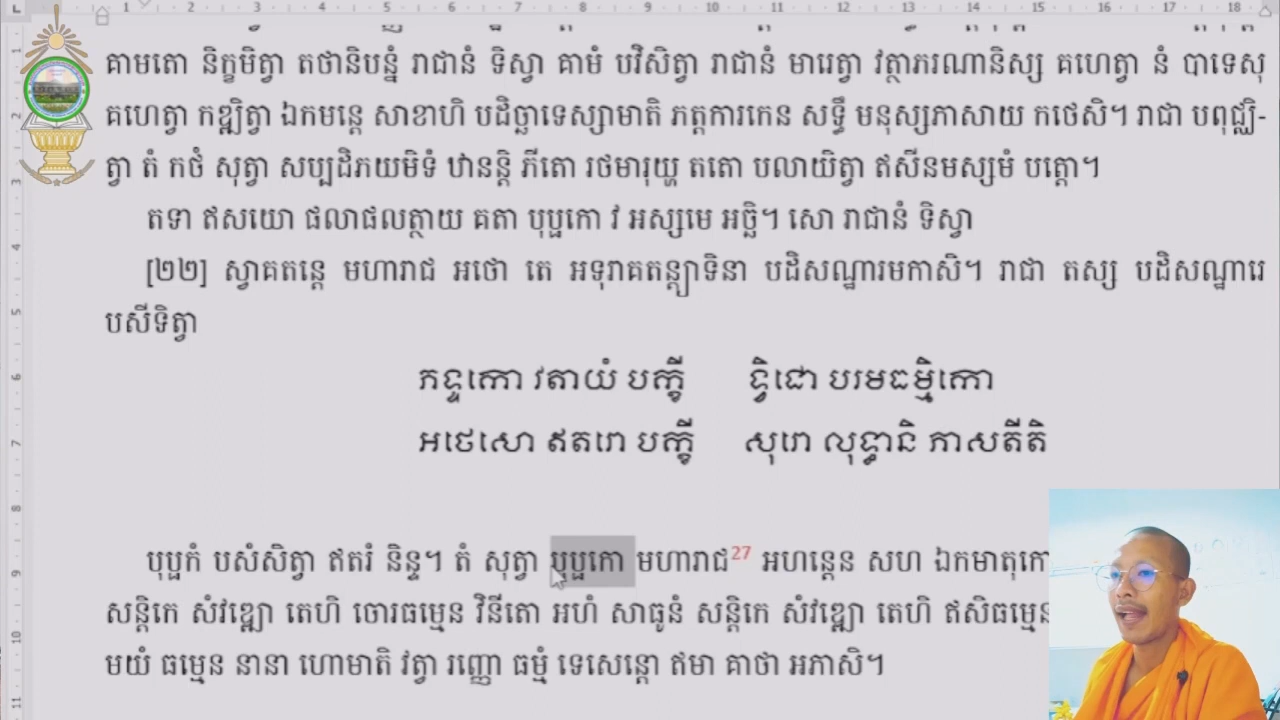 គាមតោ និក្ខមិត្វា តថានិបន្នំ រាជានំ ទិស្វា គាមំ បវិសិត្វា រាជានំ មារេត្វា វត្ថាភរណានិស្ស គហេត្វា នំ បាទេសុ
គហេត្វា កឌ្ឍិត្វា ឯកមន្តេ សាខាហិ បដិច្ឆាទេស្សាមាតិ ភត្តការកេន សទ្ធឹ មនុស្សភាសាយ កថេសិ។ រាជា បពុជ្ឈិ-
ត្វា តំ កថំ សុត្វា សប្បដិភយមិទំ ឋានន្តិ ភីតោ រថមារុយ្ហ តតោ បលាយិត្វា ឥសីនមស្សមំ បត្តោ។
តទា ឥសយោ ផលាផលត្ថាយ គតា បុប្ផកោ វ អស្សមេ អច្ឆិ។ សោ រាជានំ ទិស្វា
[២២] ស្វាគតន្តេ មហារាជ អថោ តេ អទុរាគតន្ត្យាទិនា បដិសណ្ឋារមកាសិ។ រាជា តស្ស បដិសណ្ឋារេ
បសីទិត្វា
ភទ្ទកោ វតាយំ បក្ខី ទ្វិជោ បរមធម្មិកោ
អថេសោ ឥតរោ បក្ខី សុរោ លុទ្ធានិ ភាសតីតិ
បុប្ផកំ បសំសិត្វា ឥតរំ និន្ទ។ តំ សុត្វា បុប្ផកោ មហារាជ27 អហន្តេន សហ ឯកមាតុកោ
សន្តិកេ សំវឌ្ឍោ តេហិ ចោរធម្មេន វិនីតោ អហំ សាធូនំ សន្តិកេ សំវឌ្ឍោ តេហិ ឥសិធម្មេន
មយំ ធម្មេន នានា ហោមាតិ វត្វា រញ្ញោ ធម្មំ ទេសេន្តោ ឥមា គាថា អភាសិ។